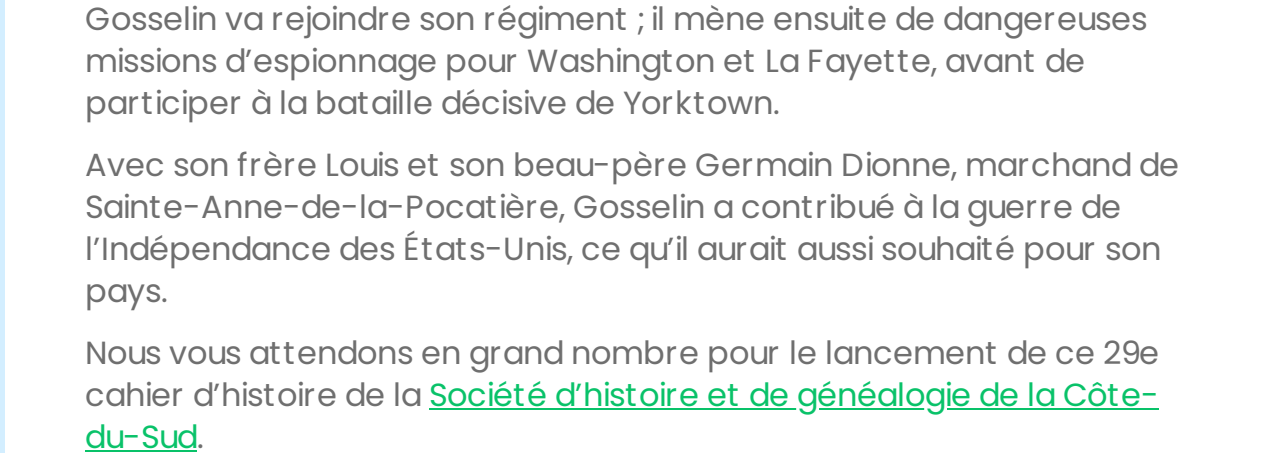 Gosselin va rejoindre son régiment ; il mène ensuite de dangereuses
missions d’espionnage pour Washington et La Fayette, avant de
participer à la bataille décisive de Yorktown.
Avec son frère Louis et son beau-père Germain Dionne, marchand de
Sainte-Anne-de-la-Pocatière, Gosselin a contribué à la guerre de
l’Indépendance des États-Unis, ce qu’il aurait aussi souhaité pour son
pays.
Nous vous attendons en grand nombre pour le lancement de ce 29e
cahier d’histoire de la Société d’histoire et de généalogie de la Côte-
du-Sud.